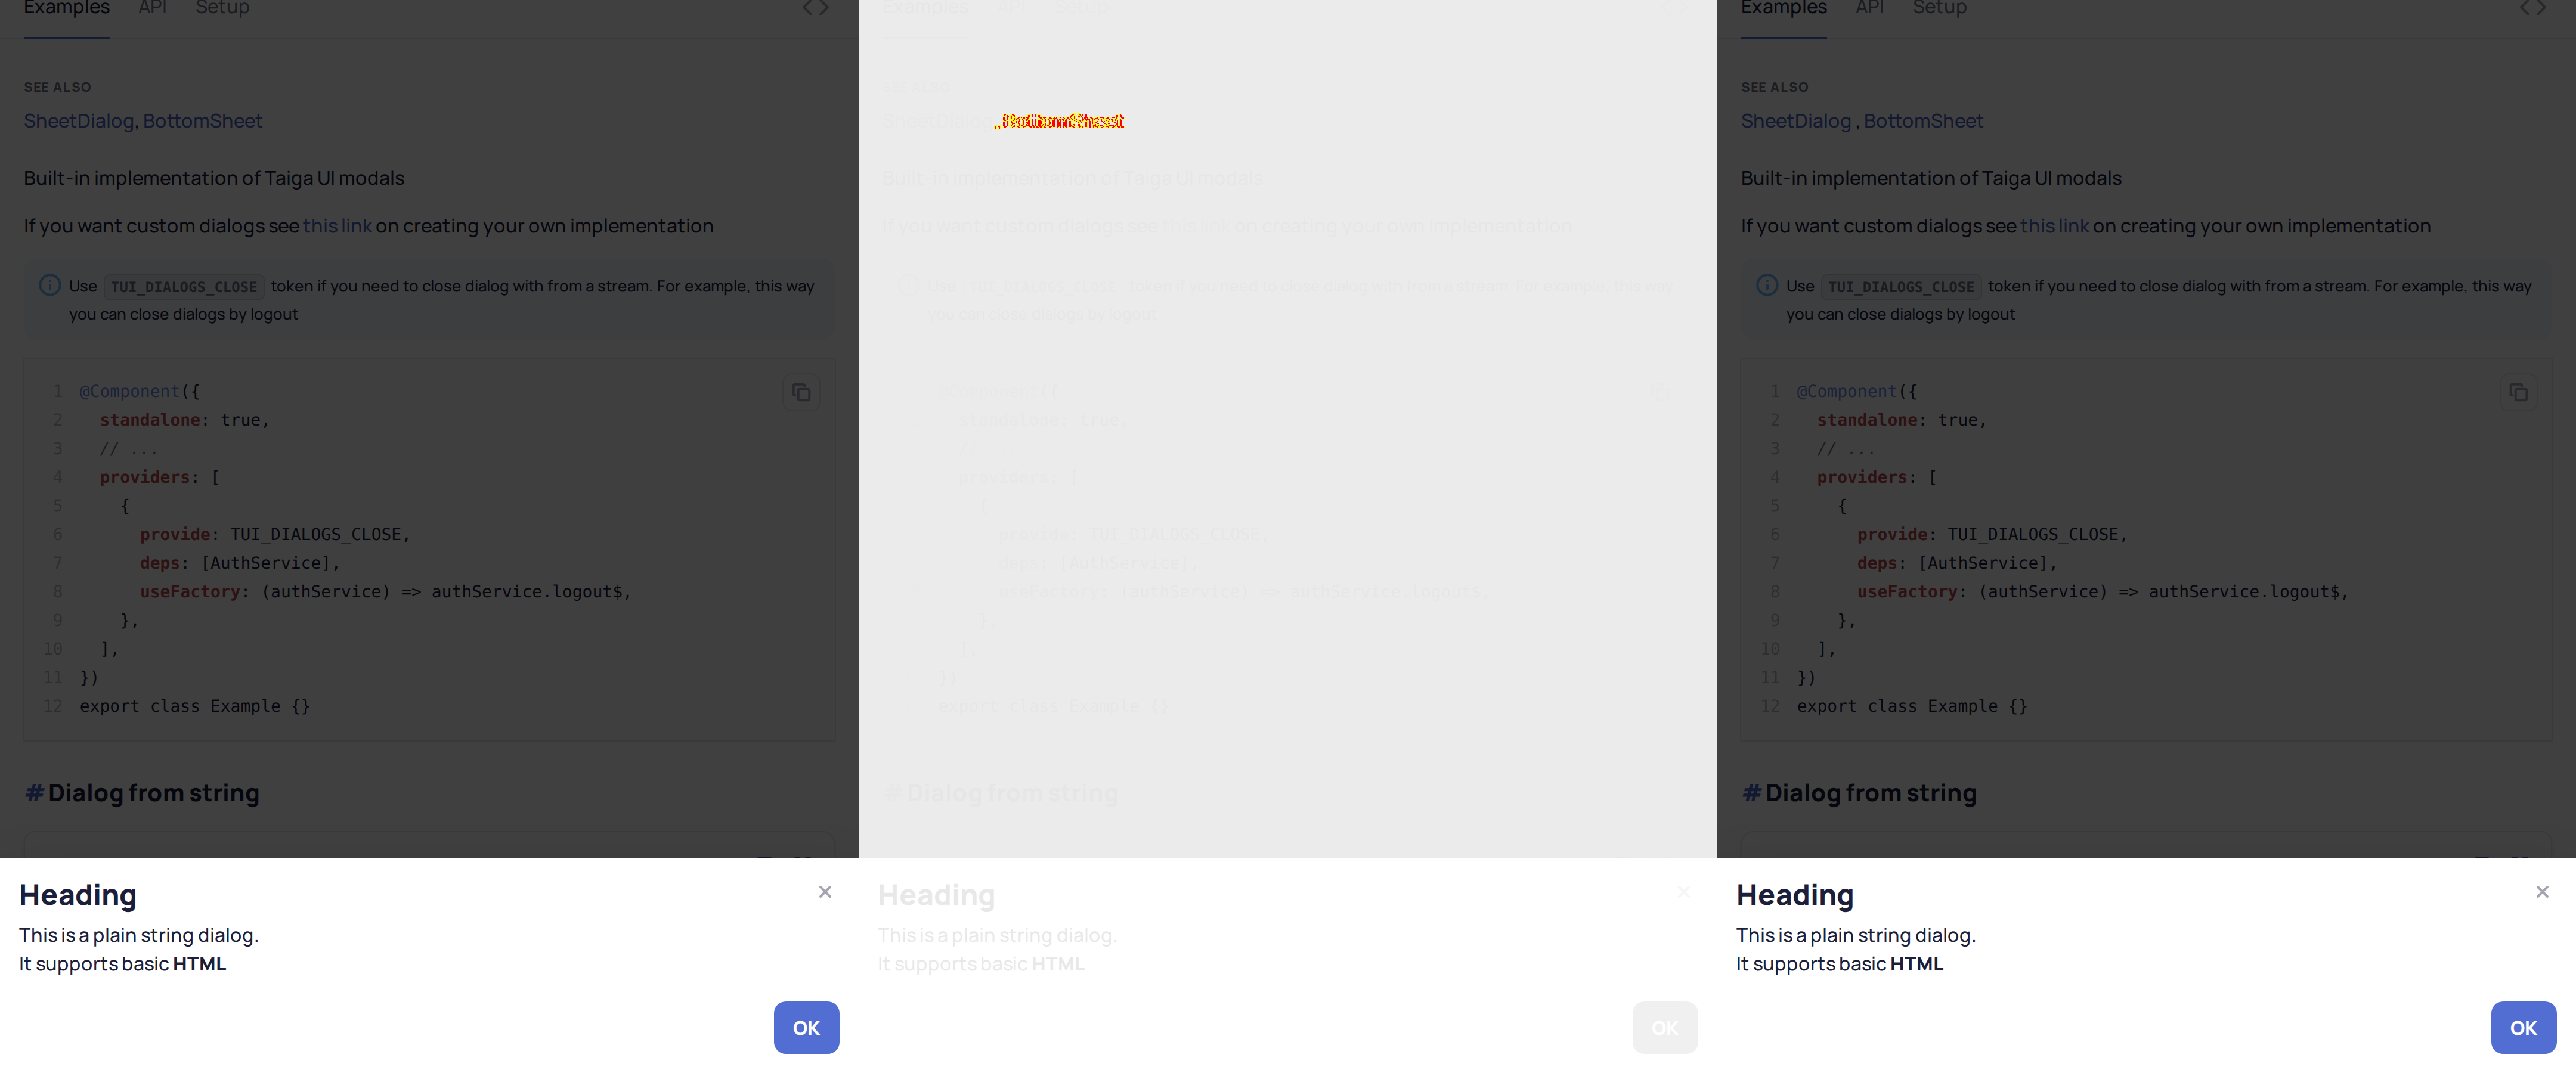 Examples API Setup <>
SEE ALSO
SheetDialog, BottomSheet
Built-in implementation of Taiga UI modals
If you want custom dialogs see this link on creating your own implementation
Use TUI_DIALOGS_CLOSE token if you need to close dialog with from a stream. For example, this way
you can close dialogs by logout
1 @Component({
2 standalone: true,
3 // ...
4 providers: [
5 {
6 provide: TUI_DIALOGS_CLOSE,
7 deps: [AuthService],
8 useFactory: (authService) => authService.logout$,
9 },
10 ],
11 })
12 export class Example {}
# Dialog from string
Heading
This is a plain string dialog.
It supports basic HTML
OK
Examples API Setup
SEE ALSO
SheetDialog, BottomSheet
Built-in implementation of Taiga UI modals
If you want custom dialogs see this link on creating your own implementation
Use TUI_DIALOGS_CLOSE token if you need to close dialog with from a stream. For example, this way
you can close dialogs by logout
@Component({
standalone: true,
//
providers: [
{
provide: TUI_DIALOGS_CLOSE,
deps: [AuthService],
useFactory: (authService) => authService.logout$,
},
],
})
export class Example {}
# Dialog from string
Heading
This is a plain string dialog.
It supports basic HTML
OK
Examples API Setup <>
SEE ALSO
SheetDialog , BottomSheet
Built-in implementation of Taiga UI modals
If you want custom dialogs see this link on creating your own implementation
Use TUI_DIALOGS_CLOSE token if you need to close dialog with from a stream. For example, this way
you can close dialogs by logout
1 @Component({
2 standalone: true,
3 // ...
4 providers: [
5 {
6 provide: TUI_DIALOGS_CLOSE,
7 deps: [AuthService],
8 useFactory: (authService) => authService.logout$,
9 },
10 ],
11 })
12 export class Example {}
# Dialog from string
Heading
This is a plain string dialog.
It supports basic HTML
OK